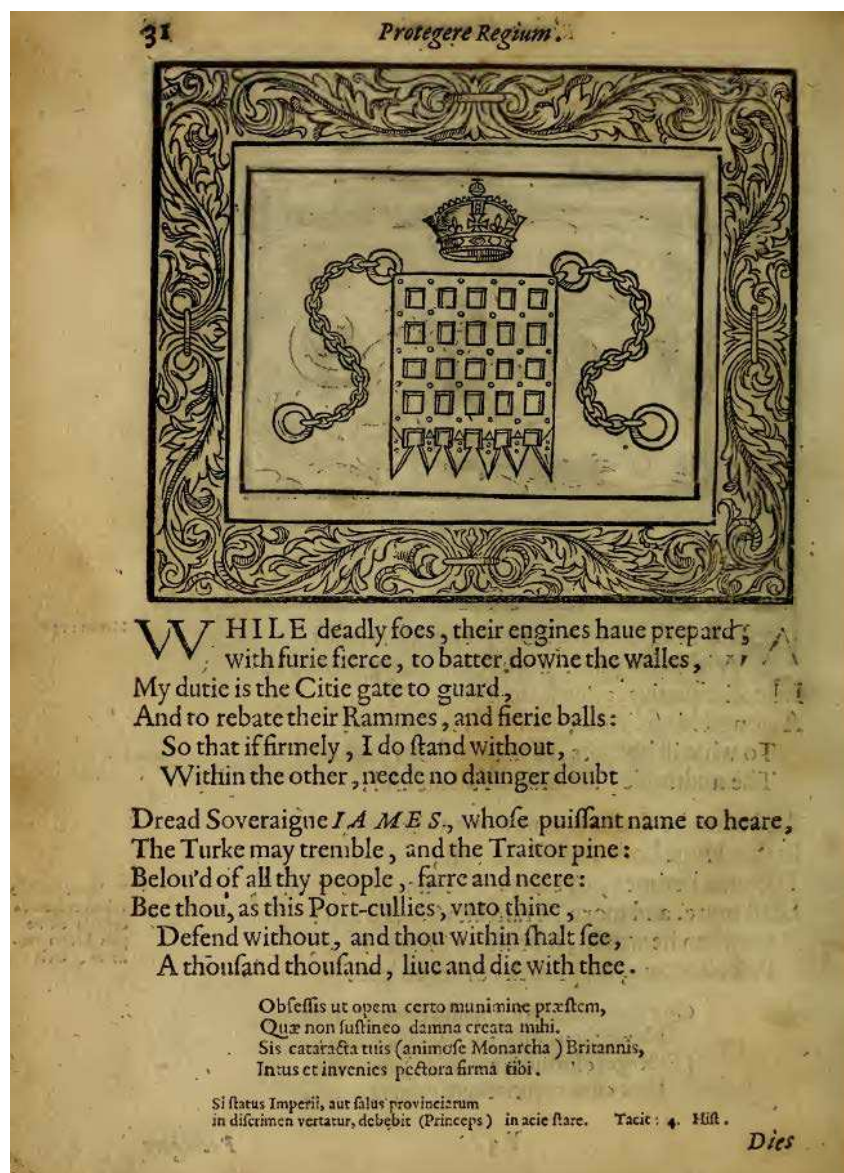 31 Protegere Regium.
WHILE deadly foes, their engines haue prepard,
with furie fierce, to batter downe the walles,
My dutie is the Citie gate to guard,
And to rebate their Rammes, and fierie balls:
So that if firmely, I do ſtand without,
Within the other, neede no daunger doubt
Dread Soveraigne IAMES., whoſe puiſſant name to heare,
The Turke may tremble, and the Traitor pine:
Belou'd of all thy people, farre and neere:
Bee thou, as this Port-cullies, vnto thine,
Defend without, and thou within ſhalt ſee,
A thouſand thouſand, liue and die with thee.
Obſeſſis ut opem certo munimine præſtem,
Quæ non ſuſtineo damna creata mihi.
Sis cataracta tuis (animoſe Monarcha) Britannis,
Intus et invenies pectora firma tibi.
Si ſtatus Imperii, aut ſalus provinciarum
in diſcrimen vertatur, debebit (Princeps) in acie ſtare. Tacit: 4. Hiſt.
Dies